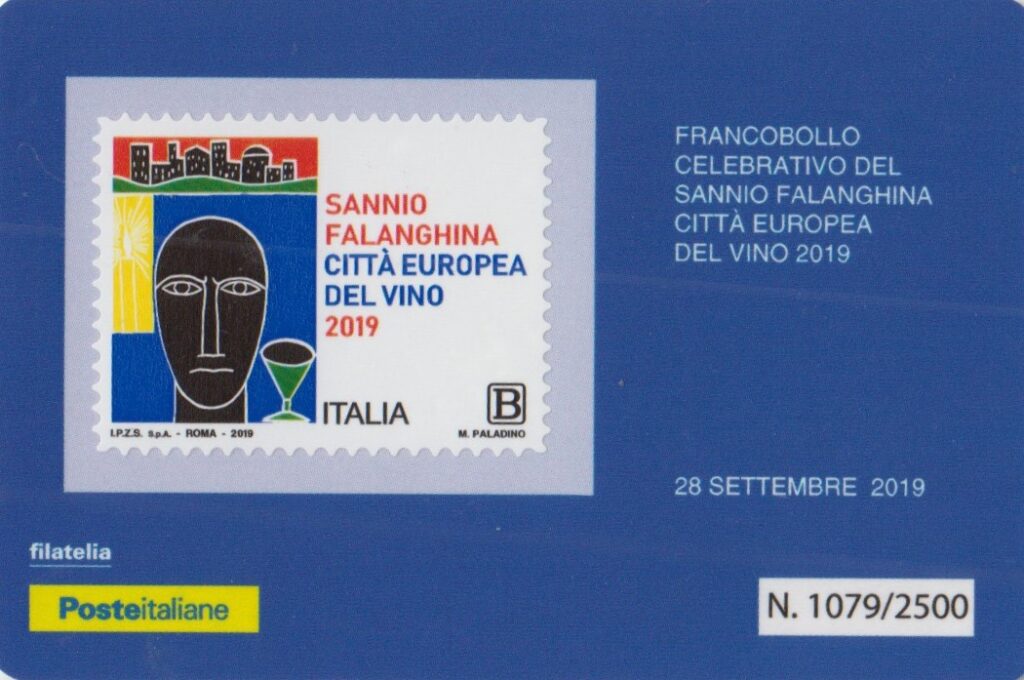 SANNIO
FALANGHINA
CITTÀ EUROPEA
DEL VINO
2019
ITALIA
B
I.P.Z.S. S.p.A. - ROMA - 2019
M. PALADINO
FRANCOBOLLO
CELEBRATIVO DEL
SANNIO FALANGHINA
CITTÀ EUROPEA
DEL VINO 2019
28 SETTEMBRE 2019
filatelia
Posteitaliane
N. 1079/2500